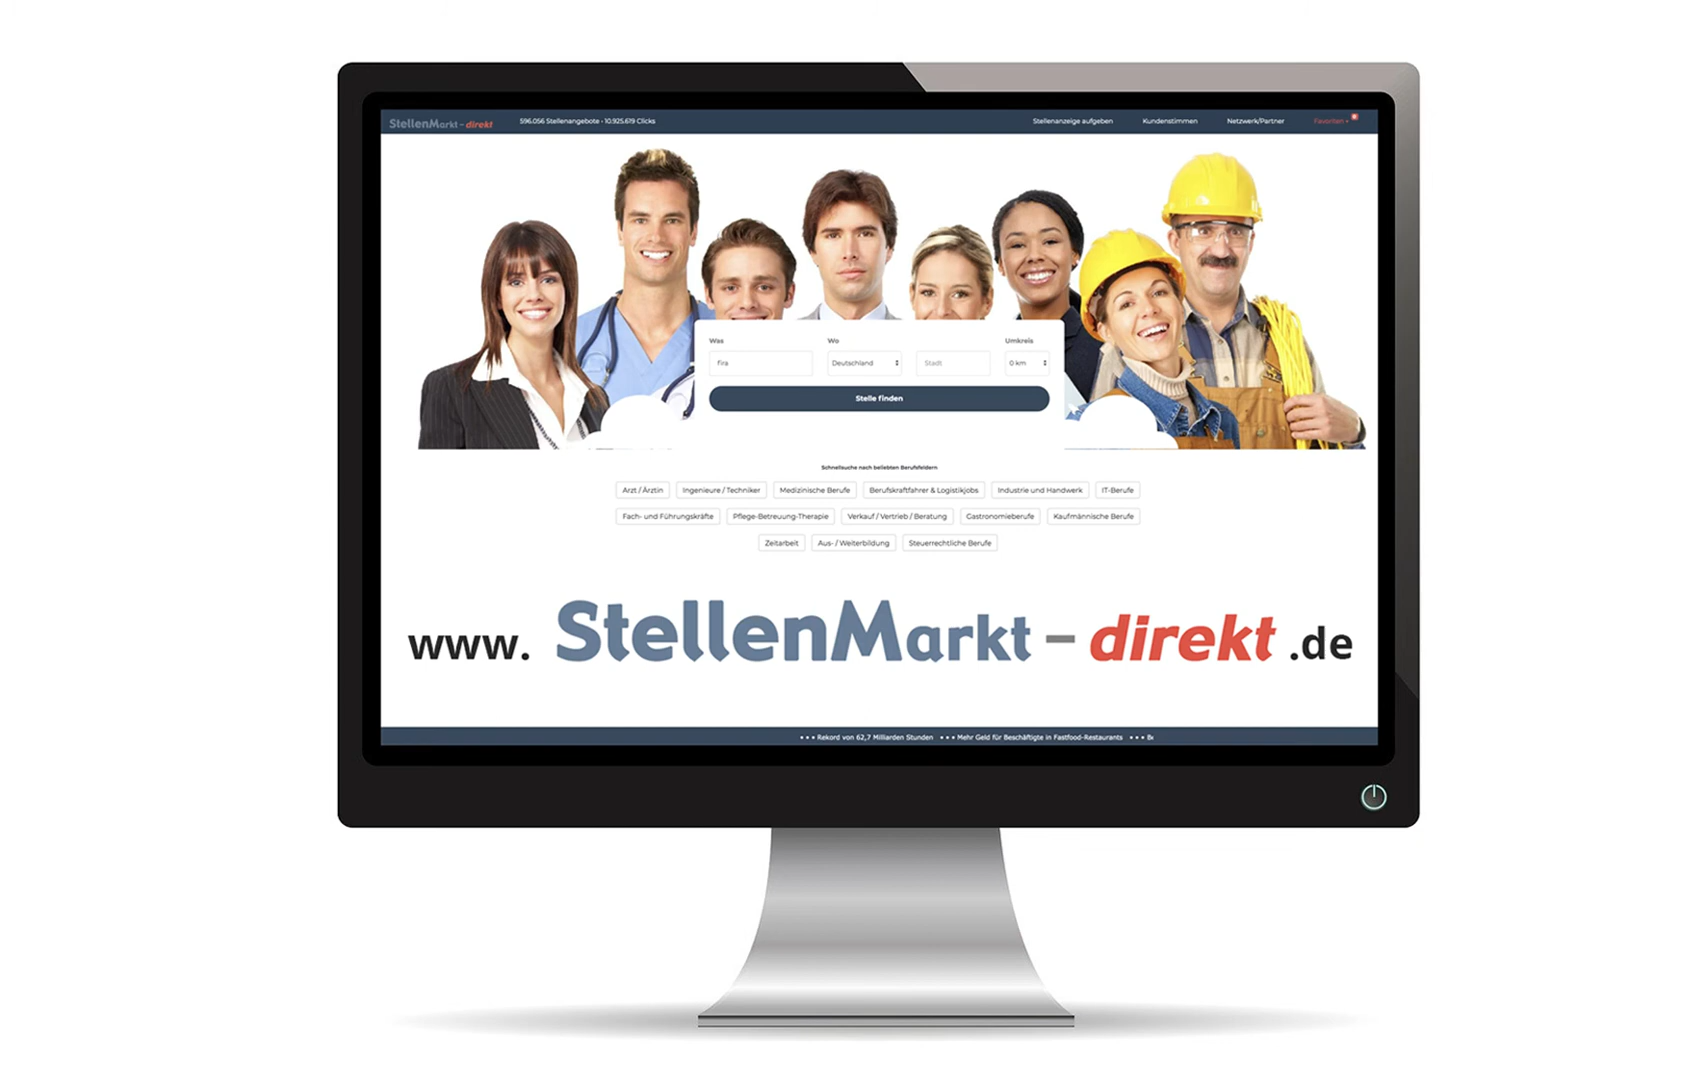 StellenMarkt - direkt 596.056 Stellenangebote - 10.925.619 Clicks Stellenanzeige aufgeben Kundenstimmen Netzwerk/Partner Favoriten
Was Wo Umkreis
fira Deutschland Stadt 0 km
Stelle finden
Schnellsuche nach beliebten Berufsfeldern
Arzt / Ärztin Ingenieure / Techniker Medizinische Berufe Berufskraftfahrer & Logistikjobs Industrie und Handwerk IT-Berufe
Fach- und Führungskräfte Pflege-Betreuung-Therapie Verkauf / Vertrieb / Beratung Gastronomieberufe Kaufmännische Berufe
Zeitarbeit Aus- / Weiterbildung Steuerrechtliche Berufe
www. StellenMarkt - direkt .de
• • • Rekord von 62,7 Milliarden Stunden • • • Mehr Geld für Beschäftigte in Fastfood-Restaurants • • • Be